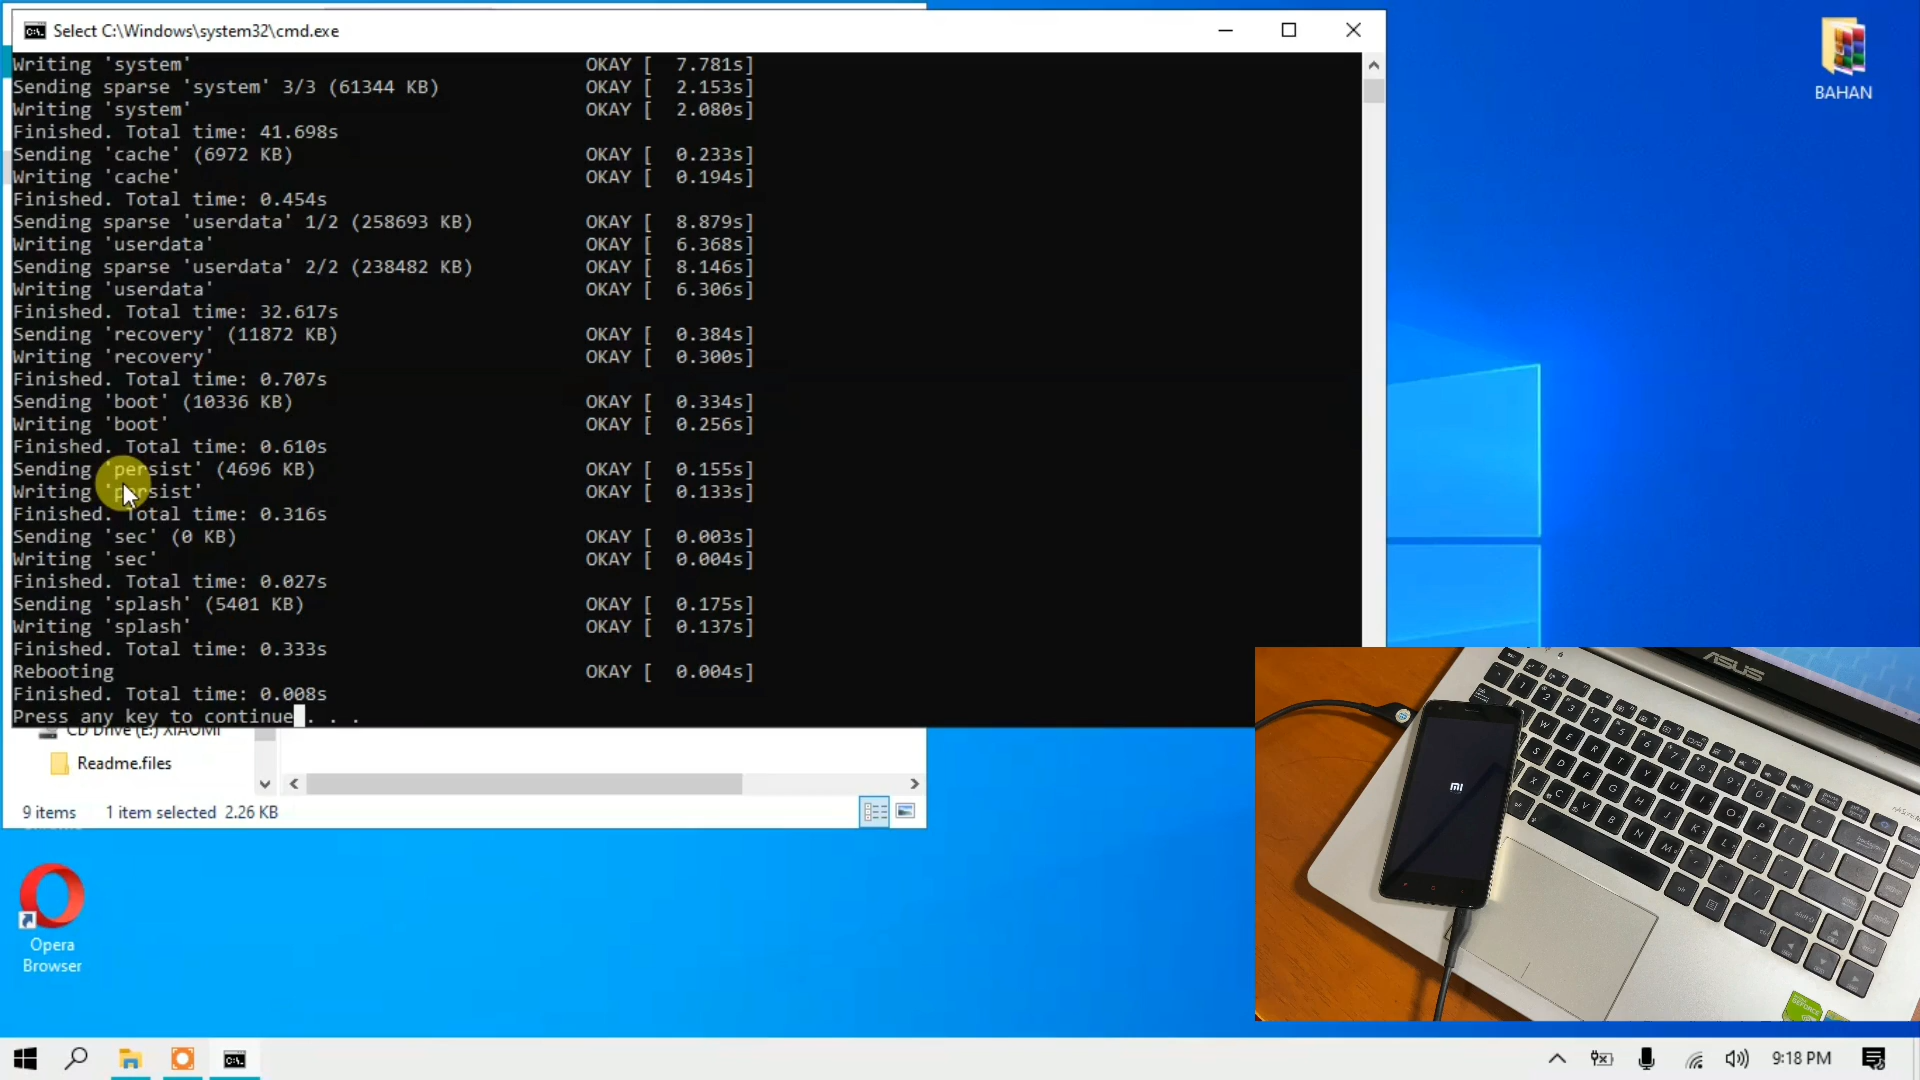 Select C:\Windows\system32\cmd.exe
Writing 'system' OKAY [ 7.781s]
Sending sparse 'system' 3/3 (61344 KB) OKAY [ 2.153s]
Writing 'system' OKAY [ 2.080s]
Finished. Total time: 41.698s
Sending 'cache' (6972 KB) OKAY [ 0.233s]
Writing 'cache' OKAY [ 0.194s]
Finished. Total time: 0.454s
Sending sparse 'userdata' 1/2 (258693 KB) OKAY [ 8.879s]
Writing 'userdata' OKAY [ 6.368s]
Sending sparse 'userdata' 2/2 (238482 KB) OKAY [ 8.146s]
Writing 'userdata' OKAY [ 6.306s]
Finished. Total time: 32.617s
Sending 'recovery' (11872 KB) OKAY [ 0.384s]
Writing 'recovery' OKAY [ 0.300s]
Finished. Total time: 0.707s
Sending 'boot' (10336 KB) OKAY [ 0.334s]
Writing 'boot' OKAY [ 0.256s]
Finished. Total time: 0.610s
Sending 'persist' (4696 KB) OKAY [ 0.155s]
Writing 'persist' OKAY [ 0.133s]
Finished. Total time: 0.316s
Sending 'sec' (0 KB) OKAY [ 0.003s]
Writing 'sec' OKAY [ 0.004s]
Finished. Total time: 0.027s
Sending 'splash' (5401 KB) OKAY [ 0.175s]
Writing 'splash' OKAY [ 0.137s]
Finished. Total time: 0.333s
Rebooting OKAY [ 0.004s]
Finished. Total time: 0.008s
Press any key to continue . . .
CD Drive (E:) XIAOMI
Readme.files
9 items 1 item selected 2.26 KB
BAHAN
Opera
Browser
ASUS
mi
9:18 PM